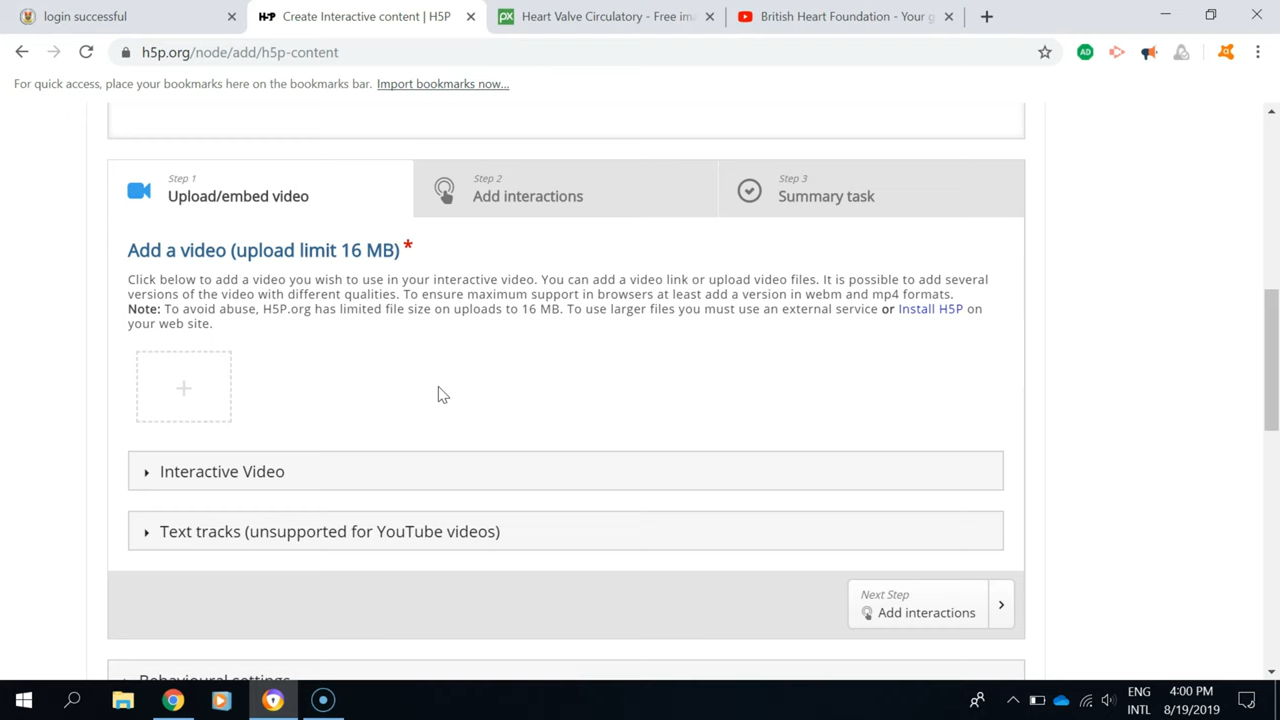 login successful
H-P Create Interactive content | H5P
px Heart Valve Circulatory - Free ima
British Heart Foundation - Your g
h5p.org/node/add/h5p-content
AD
For quick access, place your bookmarks here on the bookmarks bar. Import bookmarks now...
Step 1
Upload/embed video
Step 2
Add interactions
Step 3
Summary task
Add a video (upload limit 16 MB) *
Click below to add a video you wish to use in your interactive video. You can add a video link or upload video files. It is possible to add several
versions of the video with different qualities. To ensure maximum support in browsers at least add a version in webm and mp4 formats.
Note: To avoid abuse, H5P.org has limited file size on uploads to 16 MB. To use larger files you must use an external service or Install H5P on
your web site.
+
Interactive Video
Text tracks (unsupported for YouTube videos)
Next Step
Add interactions
Behavioural settings
ENG
INTL
4:00 PM
8/19/2019